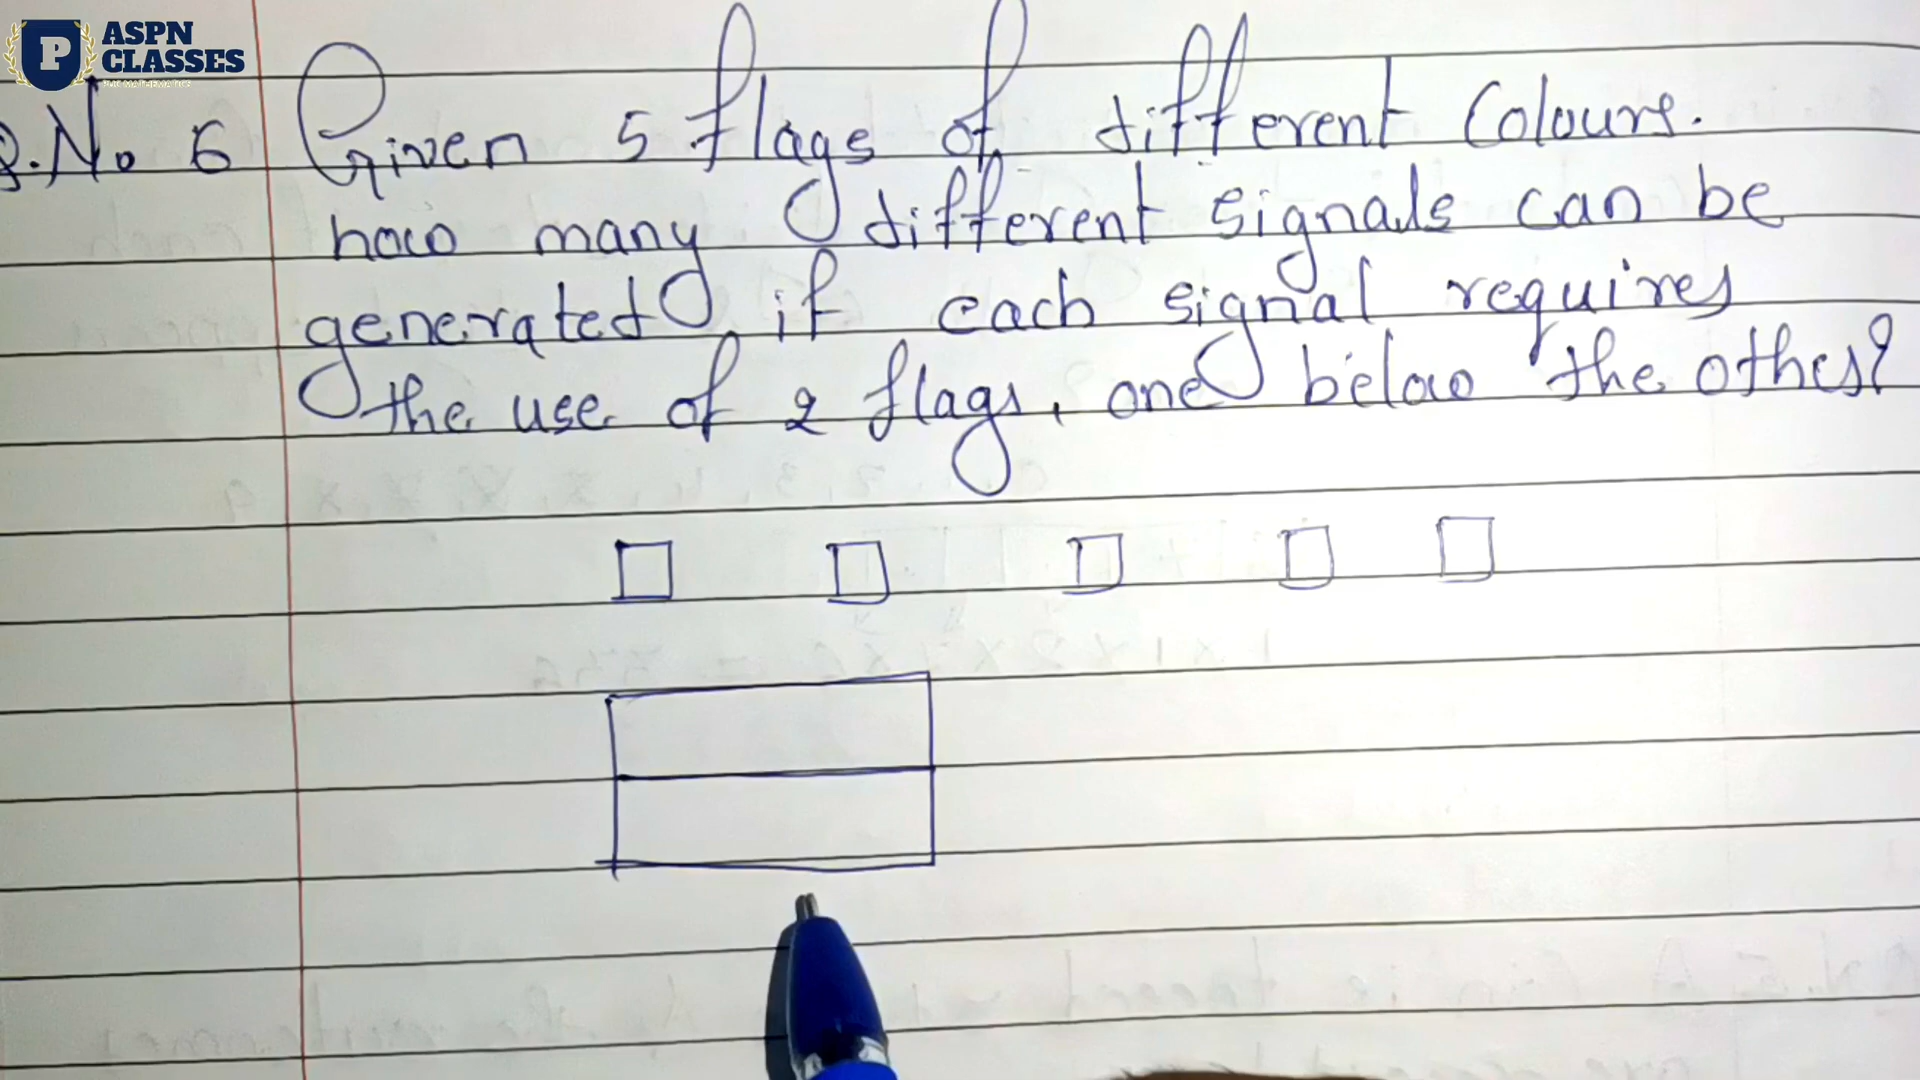 P ASPN
CLASSES
Q.No 6 Given 5 flags of different Colours.
how many different signals can be
generated if each signal requires
the use of 2 flags, one below the other?